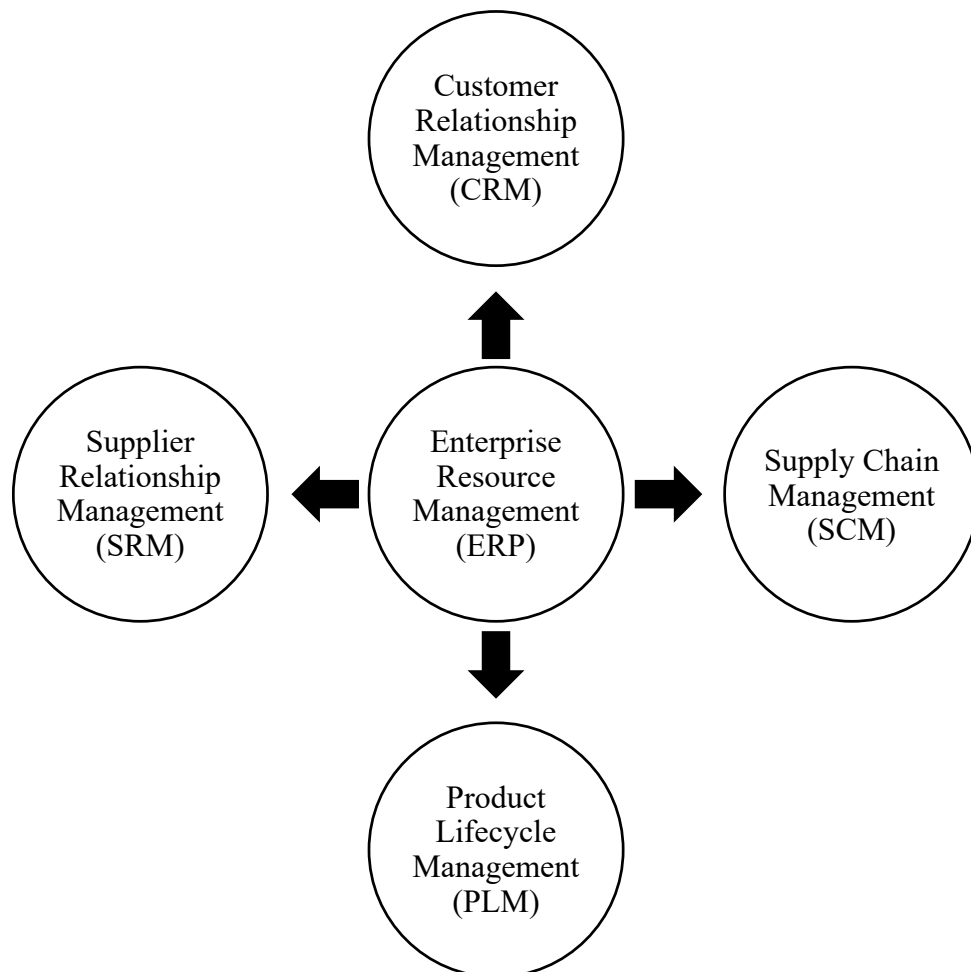 Customer
Relationship
Management
(CRM)
Supplier
Relationship
Management
(SRM)
Enterprise
Resource
Management
(ERP)
Supply Chain
Management
(SCM)
Product
Lifecycle
Management
(PLM)